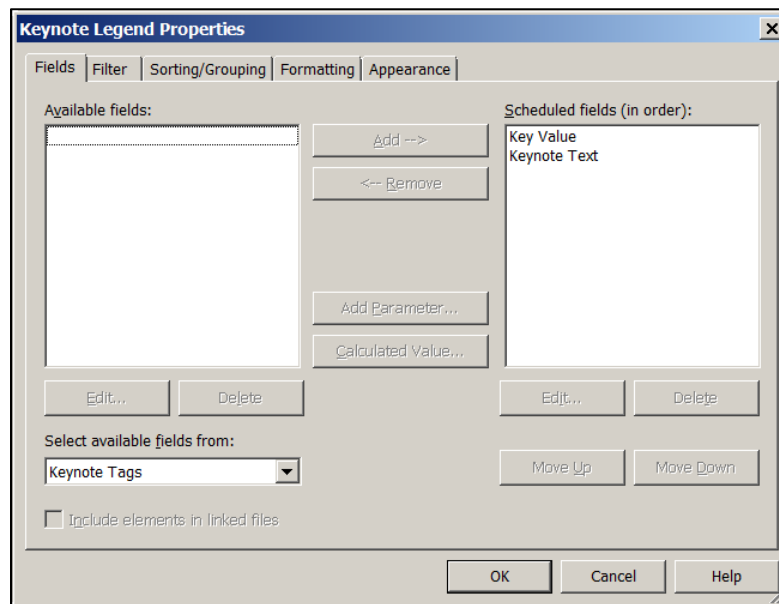 Keynote Legend Properties
Fields Filter Sorting/Grouping Formatting Appearance
Available fields:
Scheduled fields (in order):
Add -->
<-- Remove
Key Value
Keynote Text
Add Parameter...
Calculated Value...
Edit... Delete
Edit... Delete
Select available fields from:
Keynote Tags
Move Up Move Down
Include elements in linked files
OK Cancel Help